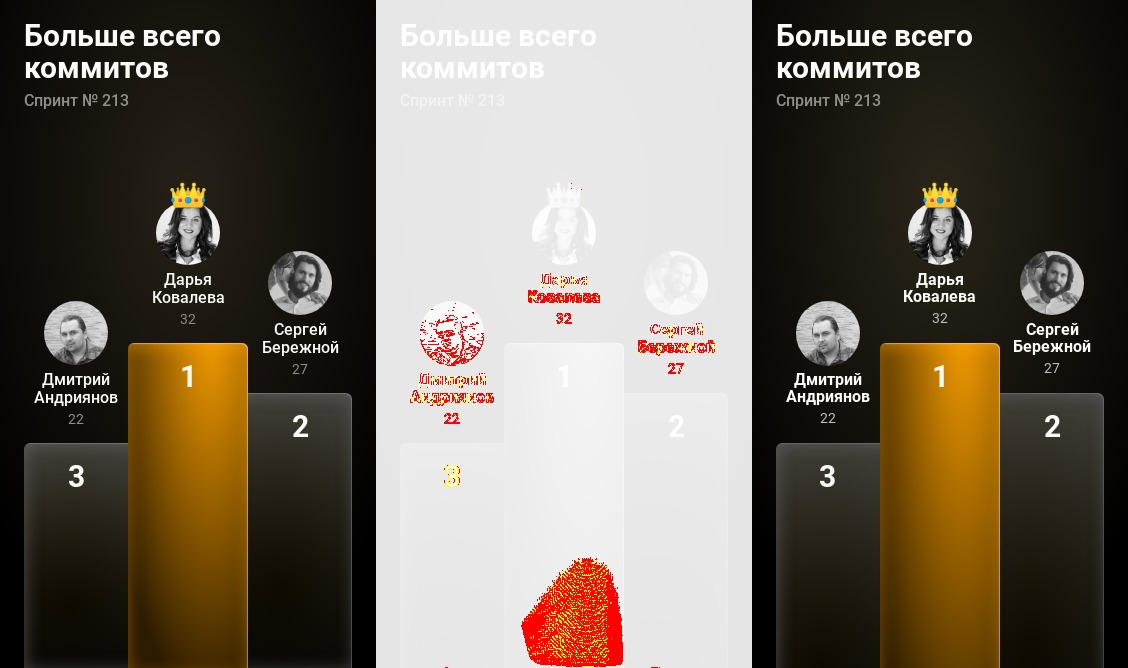 Больше всего
коммитов
Спринт № 213
Дарья
Ковалева
32
Сергей
Бережной
27
Дмитрий
Андриянов
22
1
2
3
Больше всего
коммитов
Спринт № 213
Дарья
Ковалева
32
Сергей
Бережной
27
Дмитрий
Андриянов
22
1
2
3
Больше всего
коммитов
Спринт № 213
Дарья
Ковалева
32
Сергей
Бережной
27
Дмитрий
Андриянов
22
1
2
3